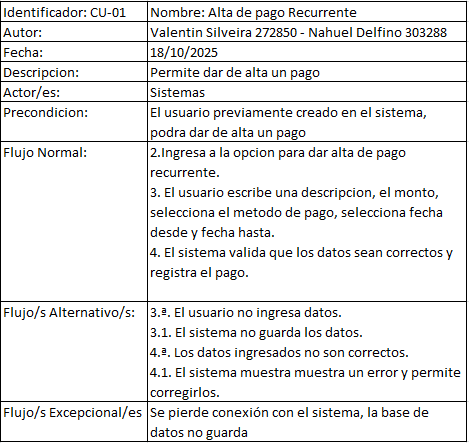 Identificador: CU-01 Nombre: Alta de pago Recurrente
Autor: Valentin Silveira 272850 - Nahuel Delfino 303288
Fecha: 18/10/2025
Descripcion: Permite dar de alta un pago
Actor/es: Sistemas
Precondicion: El usuario previamente creado en el sistema,
podra dar de alta un pago
Flujo Normal: 2.Ingresa a la opcion para dar alta de pago
recurrente.
3. El usuario escribe una descripcion, el monto,
selecciona el metodo de pago, selecciona fecha
desde y fecha hasta.
4. El sistema valida que los datos sean correctos y
registra el pago.
Flujo/s Alternativo/s: 3.ª. El usuario no ingresa datos.
3.1. El sistema no guarda los datos.
4.ª. Los datos ingresados no son correctos.
4.1. El sistema muestra muestra un error y permite
corregirlos.
Flujo/s Excepcional/es Se pierde conexión con el sistema, la base de
datos no guarda